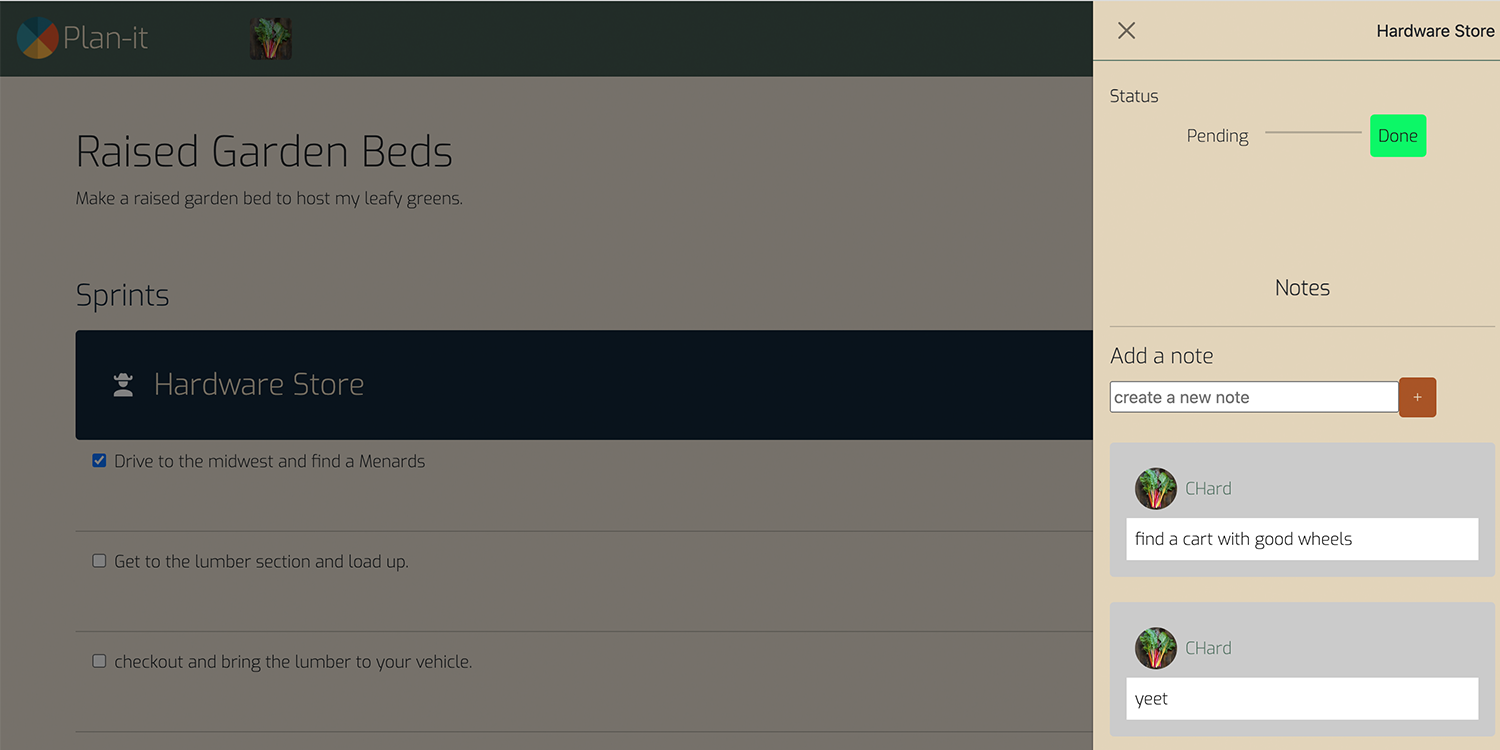 Plan-it
Raised Garden Beds
Make a raised garden bed to host my leafy greens.
Sprints
Hardware Store
Drive to the midwest and find a Menards
Get to the lumber section and load up.
checkout and bring the lumber to your vehicle.
Hardware Store
Status
Pending
Done
Notes
Add a note
create a new note
+
CHard
find a cart with good wheels
CHard
yeet